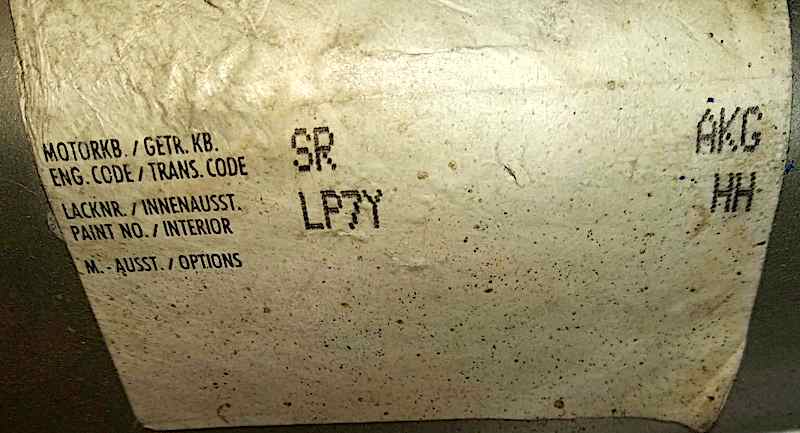 MOTORKB. / GETR. KB. SR AKG
ENG. CODE / TRANS. CODE
LACKNR. / INNENAUSST. LP7Y HH
PAINT NO. / INTERIOR
M. - AUSST. / OPTIONS